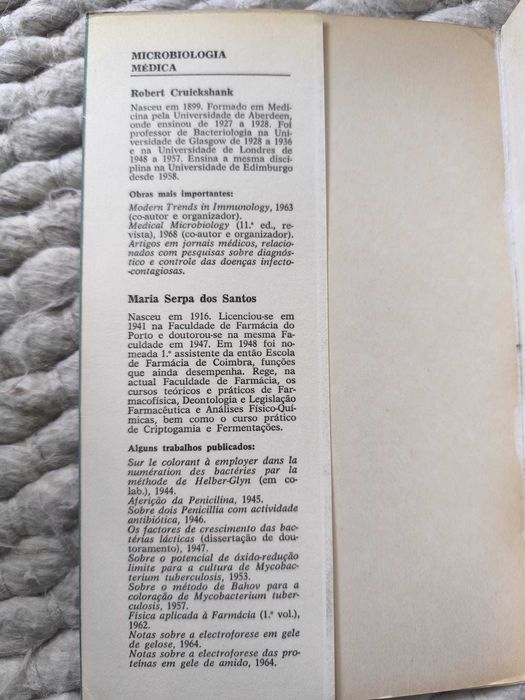 MICROBIOLOGIA
MÉDICA
Robert Cruickshank
Nasceu em 1899. Formado em Medi-
cina pela Universidade de Aberdeen,
onde ensinou de 1927 a 1928. Foi
professor de Bacteriologia na Uni-
versidade de Glasgow de 1928 a 1936
e na Universidade de Londres de
1948 a 1957. Ensina a mesma disci-
plina na Universidade de Edimburgo
desde 1958.
Obras mais importantes:
Modern Trends in Immunology, 1963
(co-autor e organizador).
Medical Microbiology (11.ª ed., re-
vista), 1968 (co-autor e organizador).
Artigos em jornais médicos, relacio-
nados com pesquisas sobre diagnós-
tico e controle das doenças infecto-
-contagiosas.
Maria Serpa dos Santos
Nasceu em 1916. Licenciou-se em
1941 na Faculdade de Farmácia do
Porto e doutorou-se na mesma Fa-
culdade em 1947. Em 1948 foi no-
meada 1.ª assistente da então Escola
de Farmácia de Coimbra, funções
que ainda desempenha. Rege, na
actual Faculdade de Farmácia, os
cursos teóricos e práticos de Far-
macofísica, Deontologia e Legislação
Farmacêutica e Análises Físico-Quí-
micas, bem como o curso prático
de Criptogamia e Fermentações.
Alguns trabalhos publicados:
Sur le colorant à employer dans la
numération des bactéries par la
méthode de Helber-Glyn (em co-
lab.), 1944.
Aferição da Penicilina, 1945.
Sobre dois Penicillia com actividade
antibiótica, 1946.
Os factores de crescimento das bac-
térias lácticas (dissertação de dou-
toramento), 1947.
Sobre o potencial de óxido-redução
limite para a cultura de Mycobac-
terium tuberculosis, 1953.
Sobre o método de Bahov para a
coloração de Mycobacterium tuber-
culosis, 1957.
Física aplicada à Farmácia (1.º vol.),
1962.
Notas sobre a electroforese em gele
de gelose, 1964.
Notas sobre a electroforese das pro-
teínas em gele de amido, 1964.